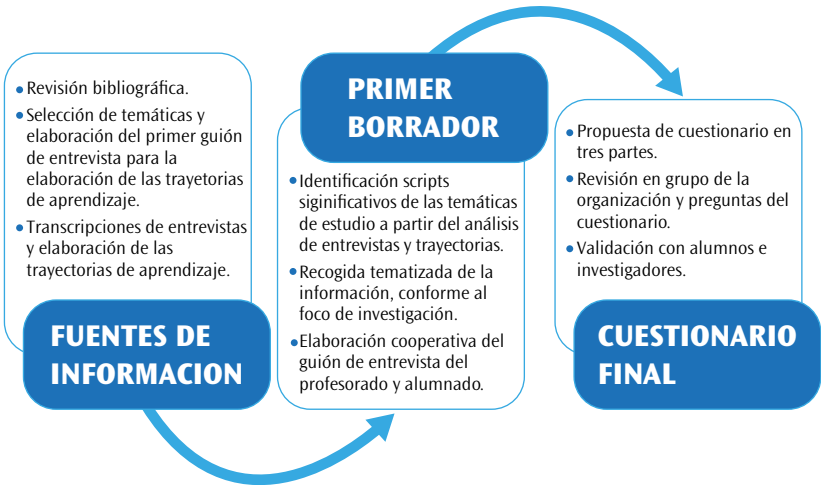 • Revisión bibliográfica.
• Selección de temáticas y
elaboración del primer guión
de entrevista para la
elaboración de las trayetorias
de aprendizaje.
• Transcripciones de entrevistas
y elaboración de las
trayectorias de aprendizaje.
FUENTES DE
INFORMACION
PRIMER
BORRADOR
• Identificación scripts
siginificativos de las temáticas
de estudio a partir del análisis
de entrevistas y trayectorias.
• Recogida tematizada de la
información, conforme al
foco de investigación.
• Elaboración cooperativa del
guión de entrevista del
profesorado y alumnado.
• Propuesta de cuestionario en
tres partes.
• Revisión en grupo de la
organización y preguntas del
cuestionario.
• Validación con alumnos e
investigadores.
CUESTIONARIO
FINAL